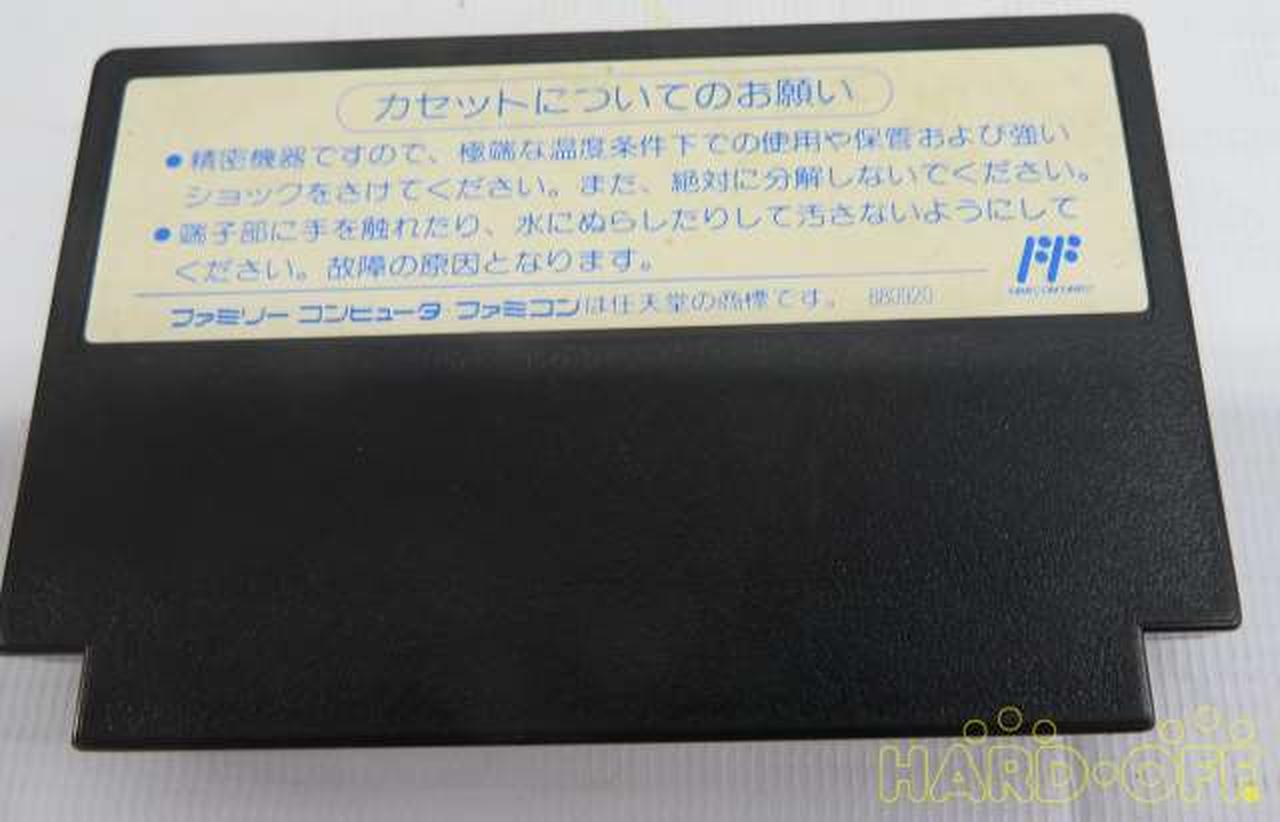 カセットについてのお願い
●精密機器ですので、極端な温度条件下での使用や保管および強い
ショックをさけてください。また、絶対に分解しないでください。
●端子部に手を触れたり、水にぬらしたりして汚さないようにして
ください。故障の原因となります。
ファミリー コンピュータ ファミコンは任天堂の商標です。
HARD・OFF